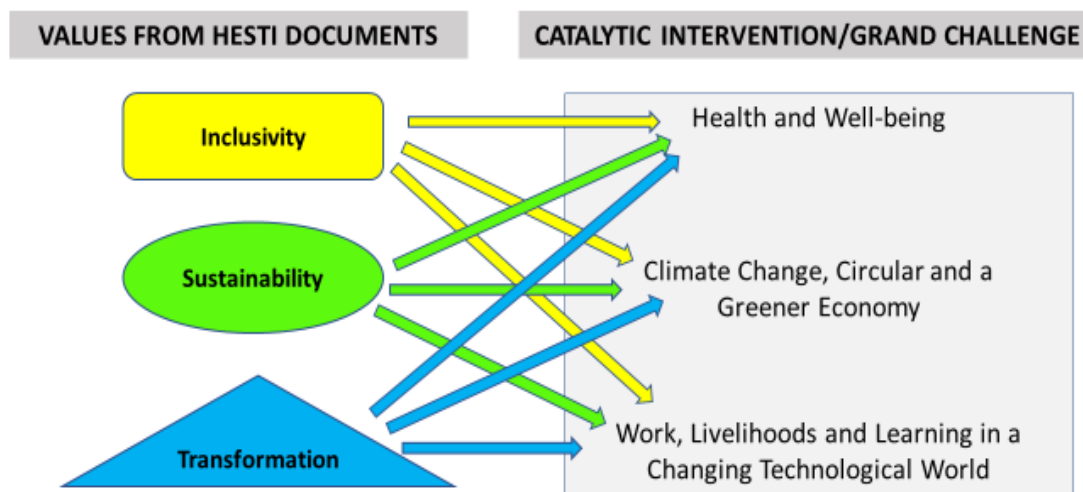 VALUES FROM HESTI DOCUMENTS
CATALYTIC INTERVENTION/GRAND CHALLENGE
Inclusivity
Health and Well-being
Sustainability
Climate Change, Circular and a
Greener Economy
Transformation
Work, Livelihoods and Learning in a
Changing Technological World